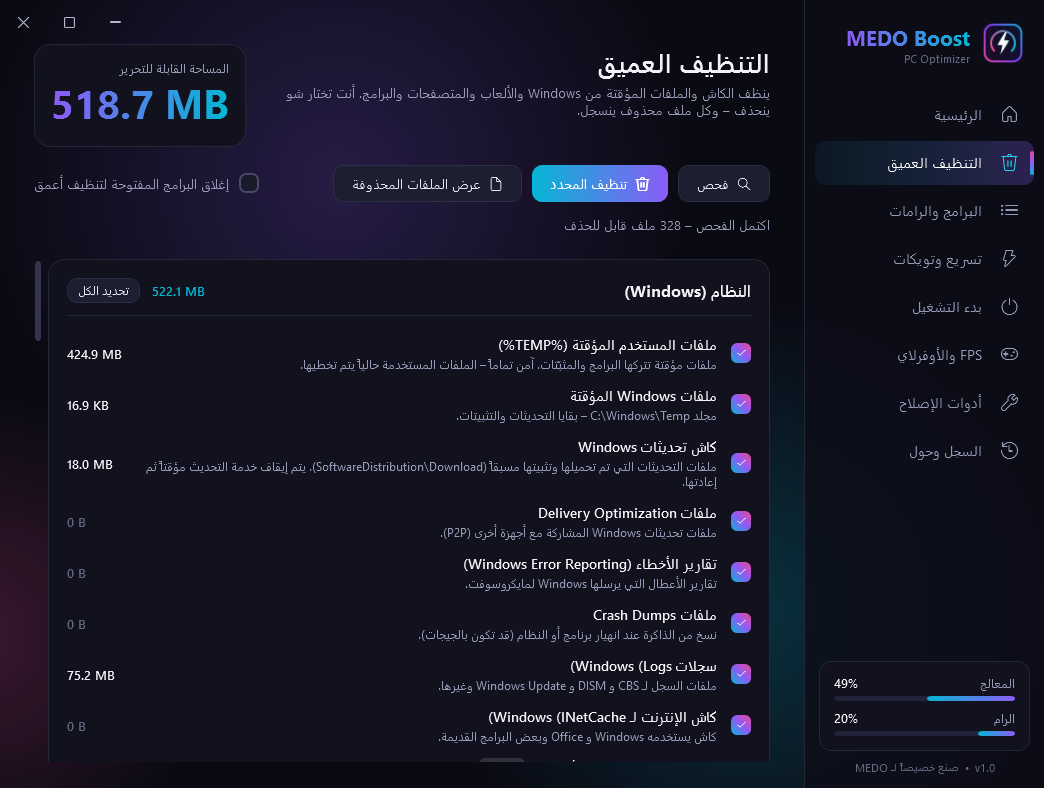 MEDO Boost
PC Optimizer
الرئيسية
التنظيف العميق
البرامج والرامات
تسريع وتويكات
بدء التشغيل
FPS والأوفرلاي
أدوات الإصلاح
السجل وحول
المعالج 49%
الرام 20%
v1.0 • صنع خصيصاً لـ MEDO
التنظيف العميق
ينظف الكاش والملفات المؤقتة من Windows والألعاب والمتصفحات والبرامج. أنت تختار شو
ينحذف – وكل ملف محذوف ينسجل.
المساحة القابلة للتحرير
518.7 MB
فحص
تنظيف المحدد
عرض الملفات المحذوفة
إغلاق البرامج المفتوحة لتنظيف أعمق
اكتمل الفحص – 328 ملف قابل للحذف
النظام (Windows)
522.1 MB
تحديد الكل
ملفات المستخدم المؤقتة (%TEMP%)
ملفات مؤقتة تتركها البرامج والمثبّتات. آمن تماماً – الملفات المستخدمة حالياً يتم تخطيها.
424.9 MB
ملفات Windows المؤقتة
مجلد C:\Windows\Temp – بقايا التحديثات والتثبيتات.
16.9 KB
كاش تحديثات Windows
ملفات التحديثات التي تم تحميلها وتثبيتها مسبقاً (SoftwareDistribution\Download). يتم إيقاف خدمة التحديث مؤقتاً ثم
إعادتها.
18.0 MB
ملفات Delivery Optimization
ملفات تحديثات Windows المشاركة مع أجهزة أخرى (P2P).
0 B
تقارير الأخطاء (Windows Error Reporting)
تقارير الأعطال التي يرسلها Windows لمايكروسوفت.
0 B
ملفات Crash Dumps
نسخ من الذاكرة عند انهيار برنامج أو النظام (قد تكون بالجيجات).
0 B
سجلات Windows (Logs)
ملفات السجل لـ CBS و DISM و Windows Update وغيرها.
75.2 MB
كاش الإنترنت لـ Windows (INetCache)
كاش يستخدمه Windows و Office وبعض البرامج القديمة.
0 B